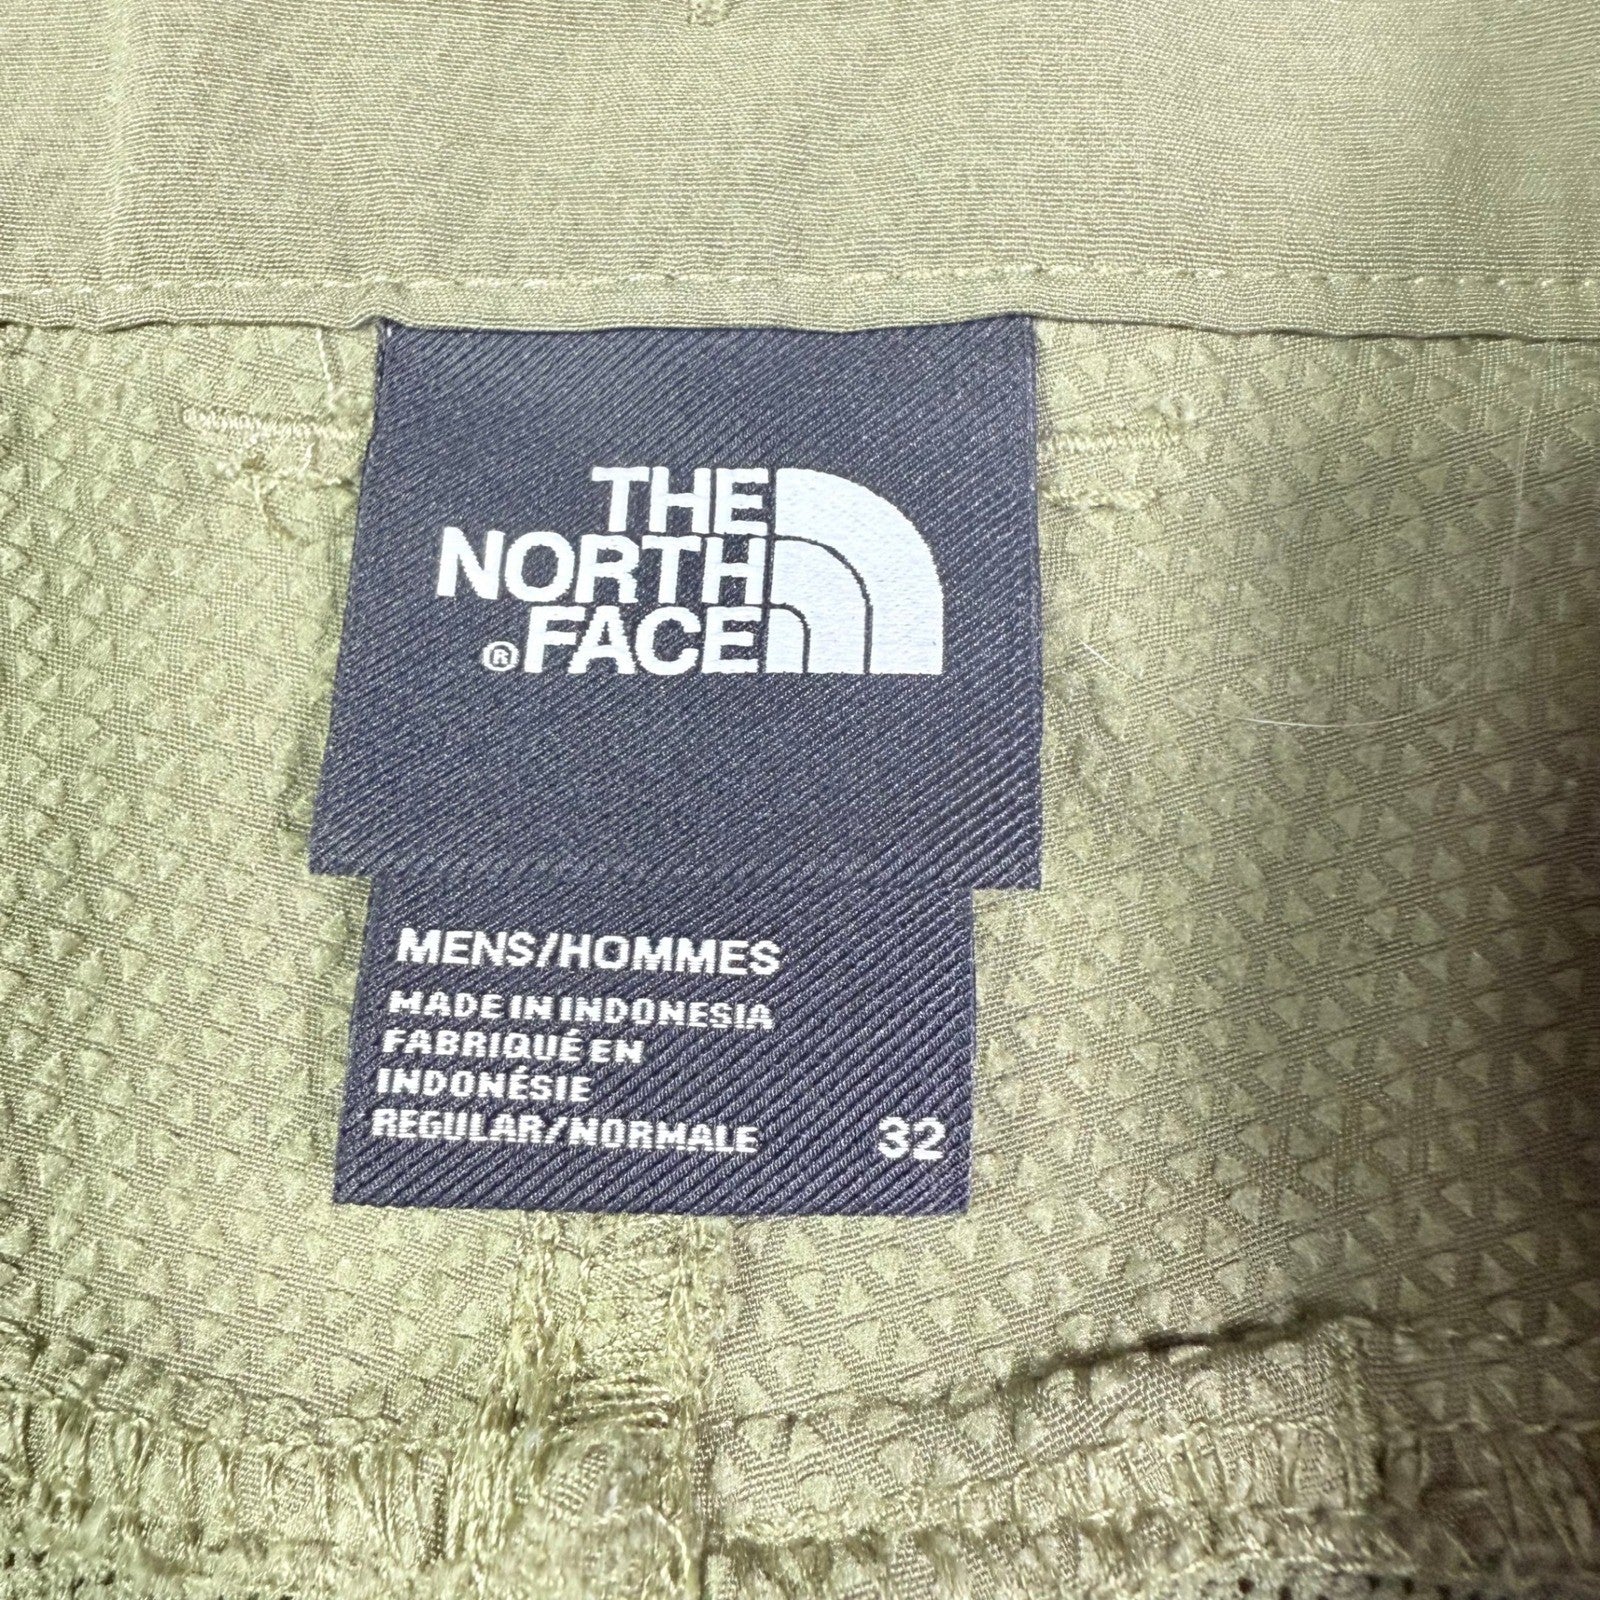 THE
NORTH
®FACE
MENS/HOMMES
MADE IN INDONESIA
FABRIQUÉ EN
INDONÉSIE
REGULAR/NORMALE 32